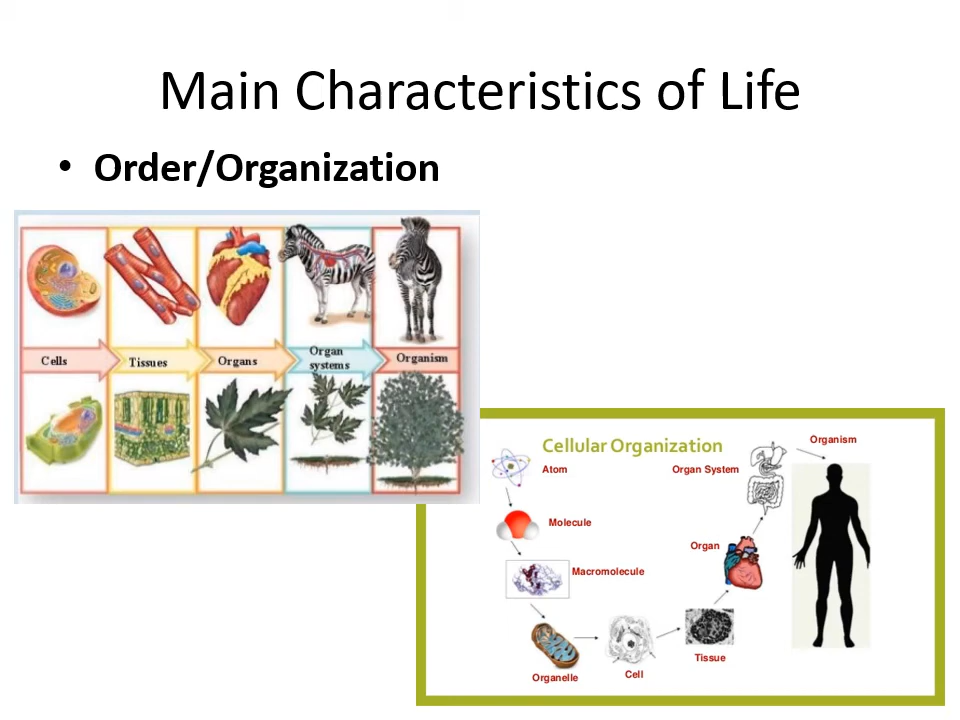 Main Characteristics of Life
• Order/Organization
Cells
Tissues
Organs
Organ
systems
Organism
Cellular Organization
Atom
Molecule
Macromolecule
Organelle
Cell
Tissue
Organ
Organ System
Organism